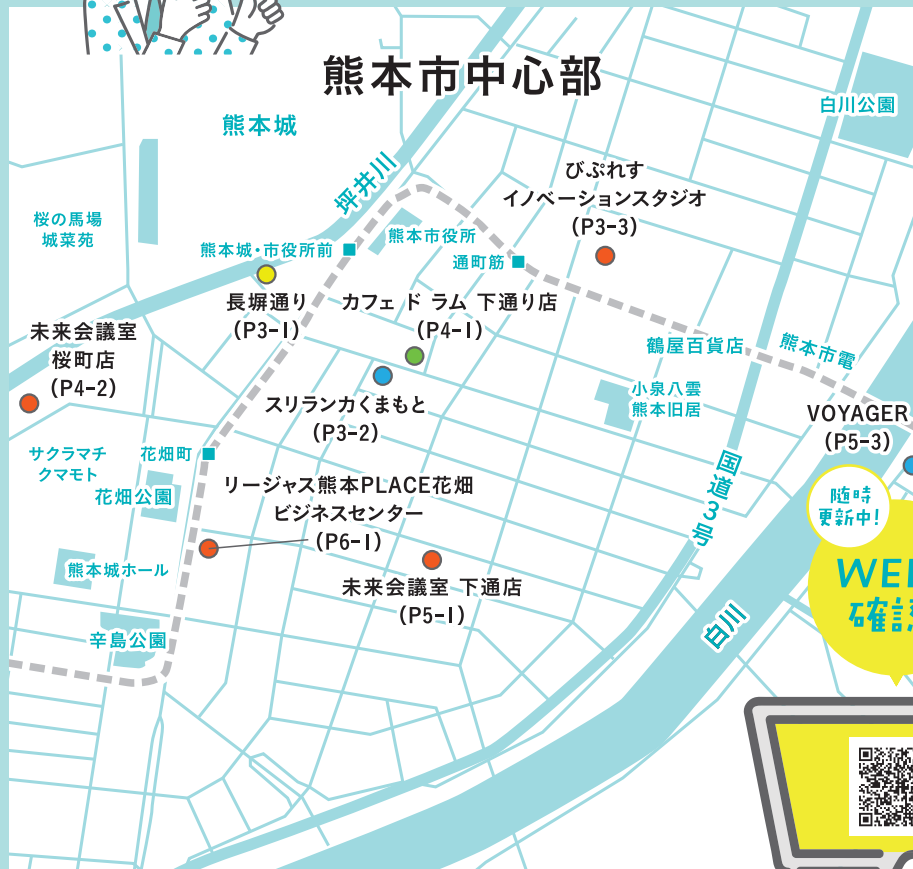 熊本市中心部
熊本城
白川公園
坪井川
びぷれす
イノベーションスタジオ
(P3-3)
桜の馬場
城菜苑
熊本城・市役所前
熊本市役所
通町筋
長塀通り
(P3-1)
カフェ ド ラム 下通り店
(P4-1)
未来会議室
桜町店
(P4-2)
鶴屋百貨店
熊本市電
小泉八雲
熊本旧居
スリランカくまもと
(P3-2)
VOYAGER
(P5-3)
サクラマチ
クマモト
花畑町
花畑公園
リージャス熊本PLACE花畑
ビジネスセンター
(P6-1)
国道3号
随時
更新中!
熊本城ホール
未来会議室 下通店
(P5-1)
WE
確
辛島公園
白川